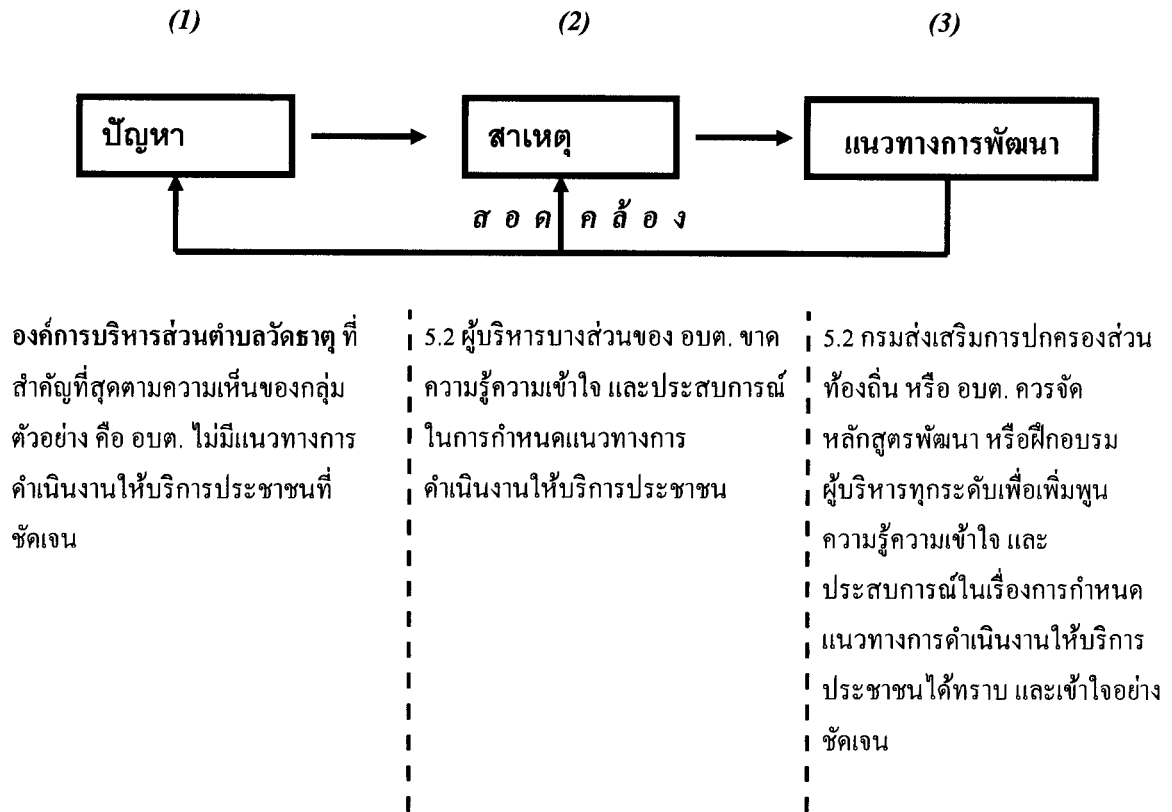 (1) (2) (3)
ปัญหา สาเหตุ แนวทางการพัฒนา
ส อ ด ค ล้ อ ง
องค์การบริหารส่วนตำบลวัดธาตุ ที่
สำคัญที่สุดตามความเห็นของกลุ่ม
ตัวอย่าง คือ อบต. ไม่มีแนวทางการ
ดำเนินงานให้บริการประชาชนที่
ชัดเจน
5.2 ผู้บริหารบางส่วนของ อบต. ขาด
ความรู้ความเข้าใจ และประสบการณ์
ในการกำหนดแนวทางการ
ดำเนินงานให้บริการประชาชน
5.2 กรมส่งเสริมการปกครองส่วน
ท้องถิ่น หรือ อบต. ควรจัด
หลักสูตรพัฒนา หรือฝึกอบรม
ผู้บริหารทุกระดับเพื่อเพิ่มพูน
ความรู้ความเข้าใจ และ
ประสบการณ์ในเรื่องการกำหนด
แนวทางการดำเนินงานให้บริการ
ประชาชนได้ทราบ และเข้าใจอย่าง
ชัดเจน